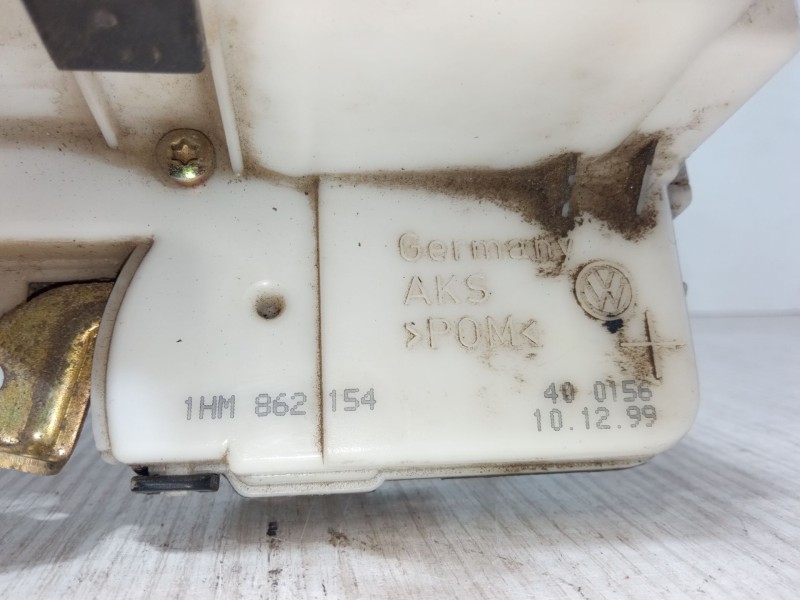 Germany
AKS
>POM<
1HM 862 154
40 0156
10.12.99